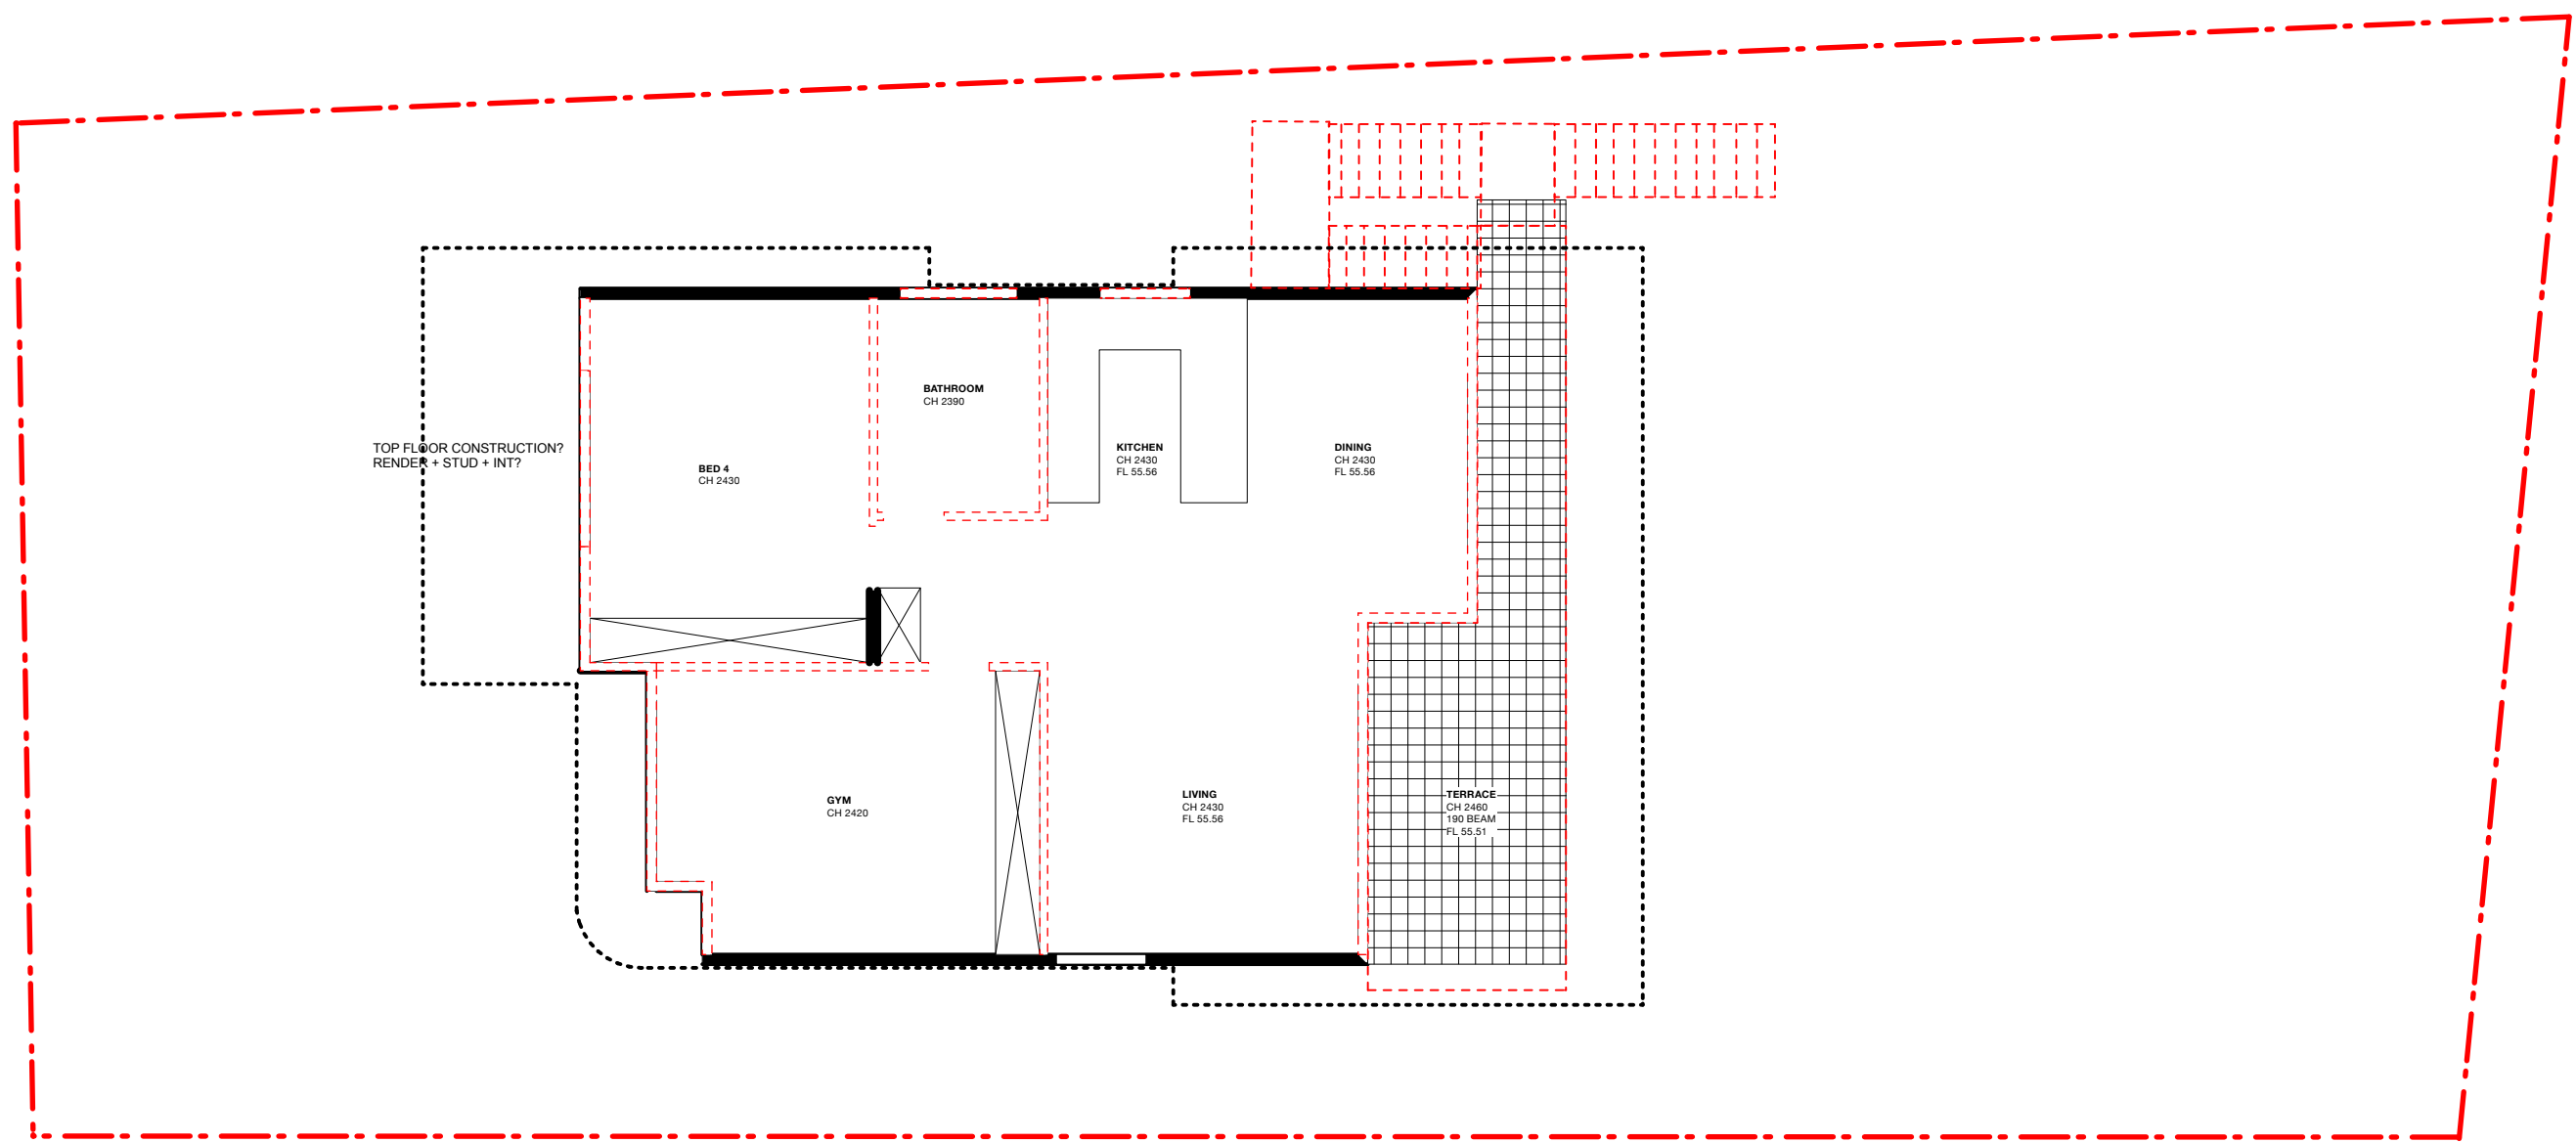 BATHROOM
CH 2390
TOP FLOOR CONSTRUCTION?
RENDER + STUD + INT?
BED 4
CH 2430
KITCHEN
CH 2430
FL 55.56
DINING
CH 2430
FL 55.56
GYM
CH 2420
LIVING
CH 2430
FL 55.56
TERRACE
CH 2460
190 BEAM
FL 55.51